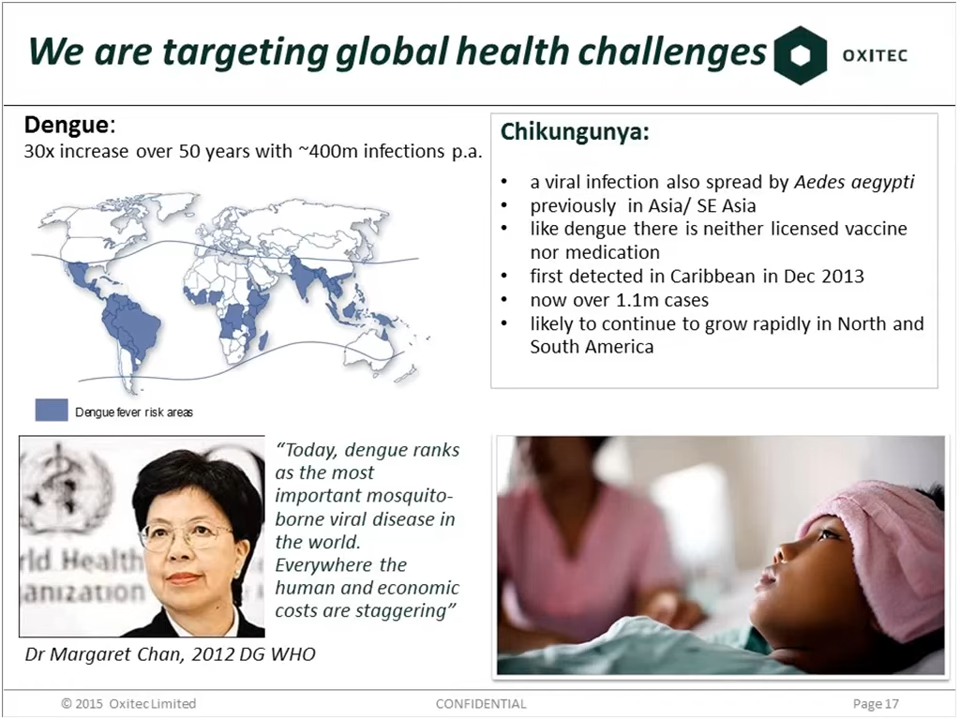 We are targeting global health challenges
OXITEC
Dengue:
30x increase over 50 years with ~400m infections p.a.
Dengue fever risk areas
Chikungunya:
• a viral infection also spread by Aedes aegypti
• previously in Asia/ SE Asia
• like dengue there is neither licensed vaccine
nor medication
• first detected in Caribbean in Dec 2013
• now over 1.1m cases
• likely to continue to grow rapidly in North and
South America
rld Health
anization
“Today, dengue ranks
as the most
important mosquito-
borne viral disease in
the world.
Everywhere the
human and economic
costs are staggering”
Dr Margaret Chan, 2012 DG WHO
© 2015 Oxitec Limited
CONFIDENTIAL
Page 17